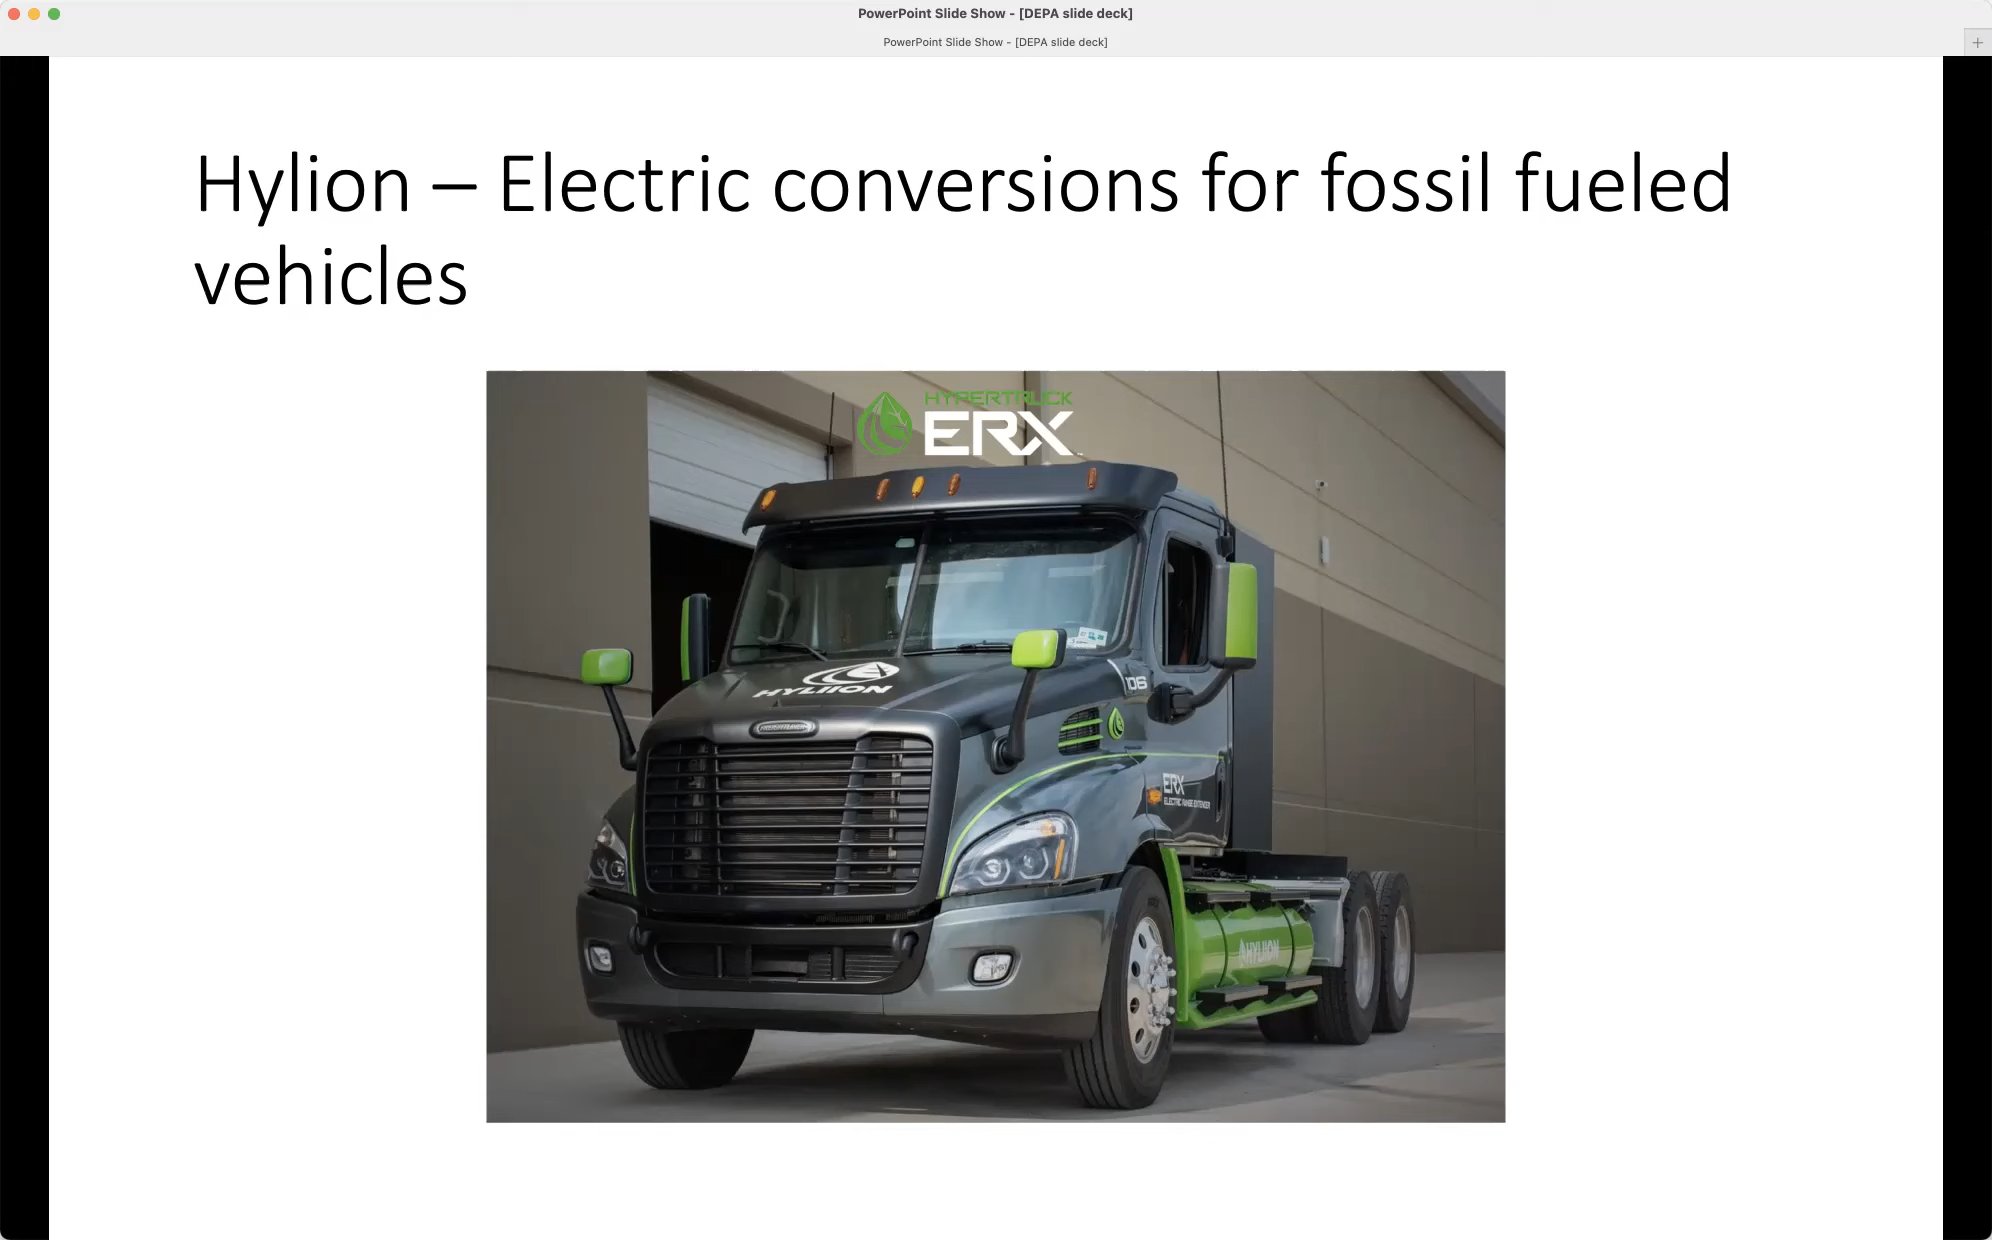 PowerPoint Slide Show - [DEPA slide deck]
PowerPoint Slide Show - [DEPA slide deck]
Hylion – Electric conversions for fossil fueled
vehicles
HYPERTRUCK
ERX
HYLIION
106
ERX
ELECTRIC RANGE EXTENDER
HYLIION